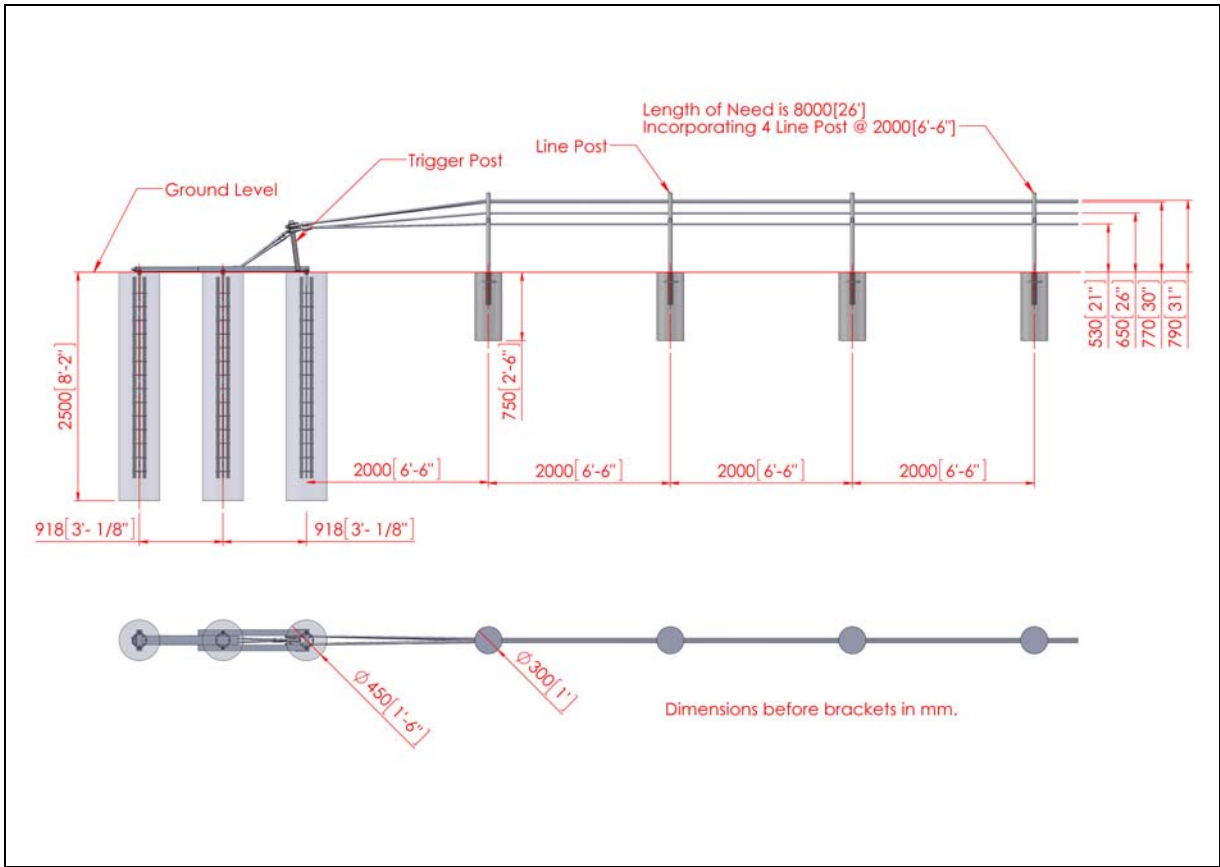 Length of Need is 8000[26']
Incorporating 4 Line Post @ 2000[6'-6"]
Line Post
Trigger Post
Ground Level
530[21"]
650[26"]
770[30"]
790[31"]
2500[8'-2"]
750[2'-6"]
2000[6'-6"]
2000[6'-6"]
2000[6'-6"]
2000[6'-6"]
918[3'- 1/8"]
918[3'- 1/8"]
Ø450[1'-6"]
Ø300[1']
Dimensions before brackets in mm.